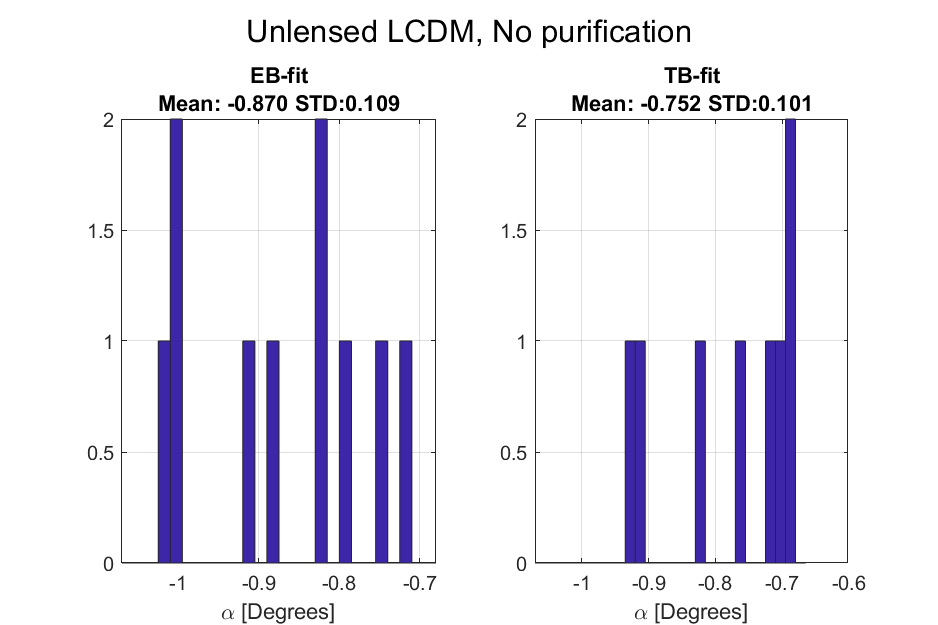 Unlensed LCDM, No purification
EB-fit
Mean: -0.870 STD:0.109
2
1.5
1
0.5
0
-1 -0.9 -0.8 -0.7
α [Degrees]
TB-fit
Mean: -0.752 STD:0.101
2
1.5
1
0.5
0
-1 -0.9 -0.8 -0.7 -0.6
α [Degrees]